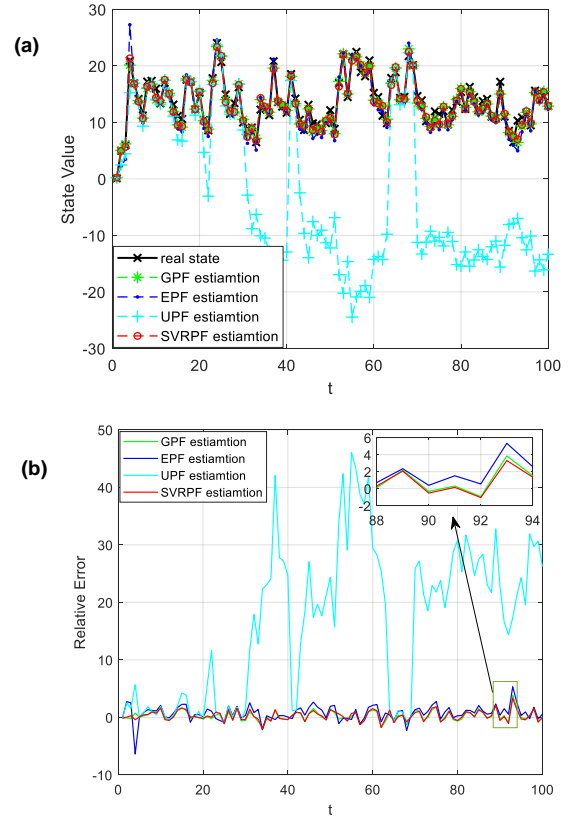 (a)
30
20
10
0
-10
-20
-30
State Value
real state
GPF estiamtion
EPF estiamtion
UPF estiamtion
SVRPF estiamtion
0 20 40 60 80 100
t
(b)
50
40
30
20
10
0
-10
Relative Error
GPF estiamtion
EPF estiamtion
UPF estiamtion
SVRPF estiamtion
6
4
2
0
-2
88 89 90 91 92 93 94
0 20 40 60 80 100
t